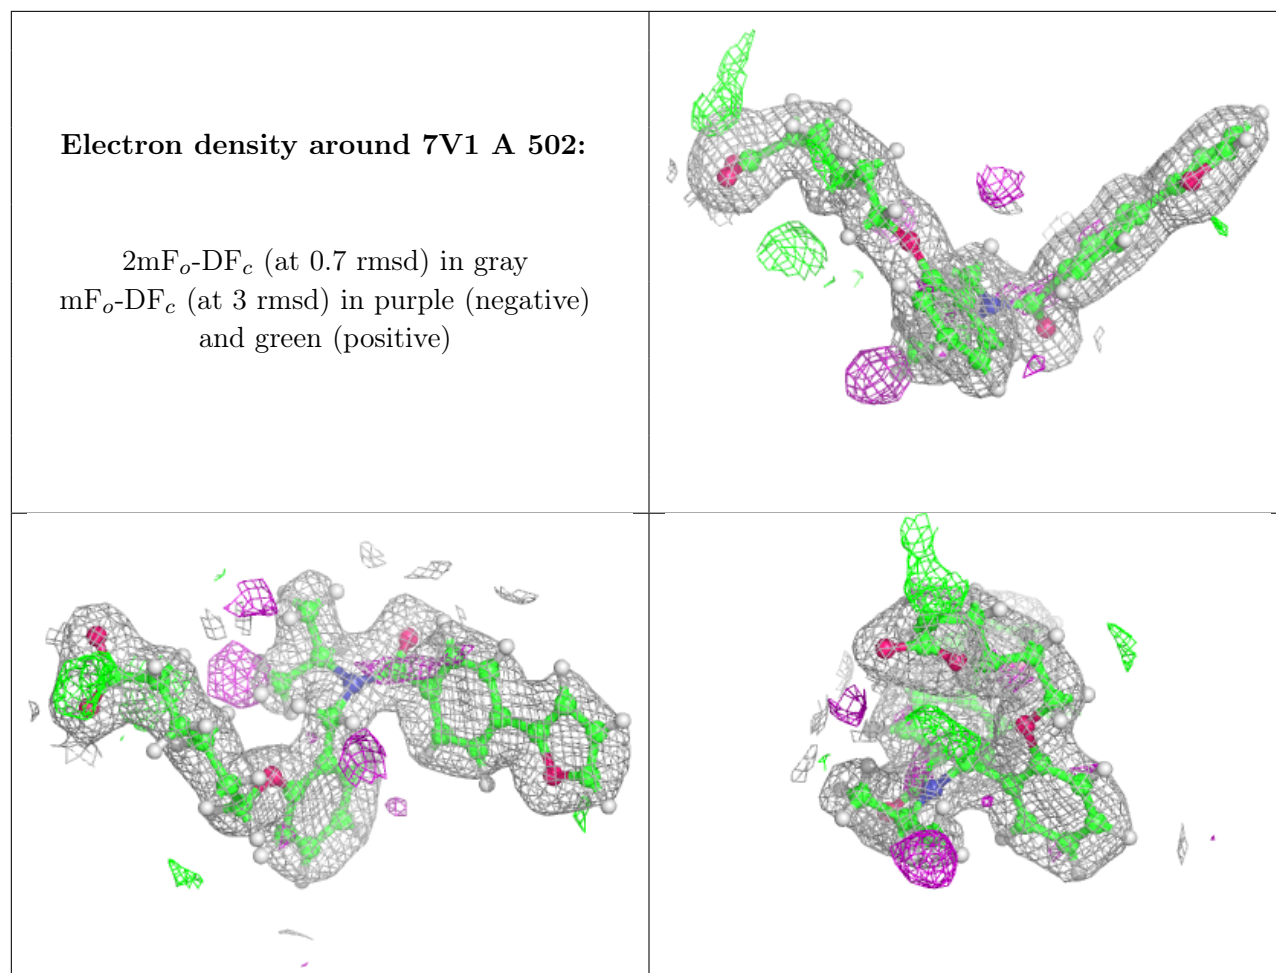 Electron density around 7V1 A 502:
2mFo-DFc (at 0.7 rmsd) in gray
mFo-DFc (at 3 rmsd) in purple (negative)
and green (positive)